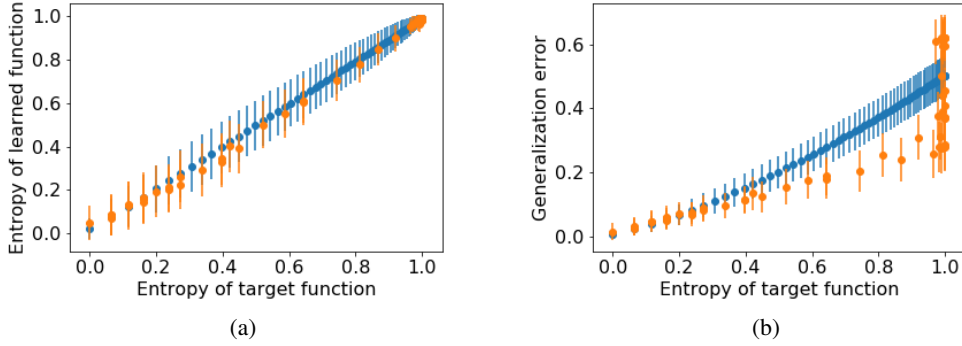 Entropy of learned function
1.0
0.8
0.6
0.4
0.2
0.0
0.0 0.2 0.4 0.6 0.8 1.0
Entropy of target function
(a)
Generalization error
0.6
0.4
0.2
0.0
0.0 0.2 0.4 0.6 0.8 1.0
Entropy of target function
(b)